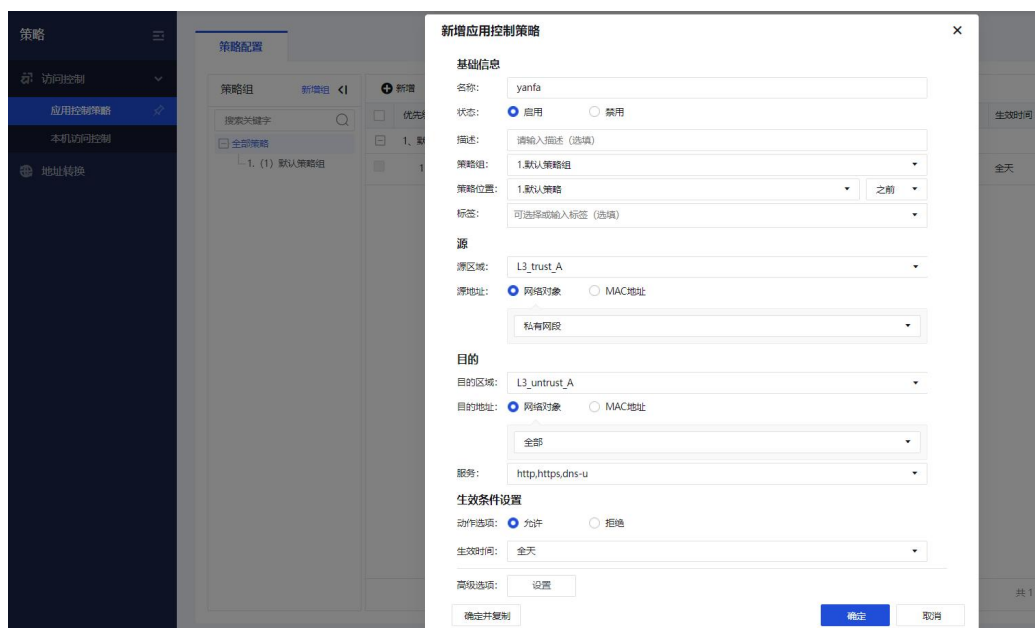 策略
访问控制
应用控制策略
本机访问控制
地址转换
策略配置
策略组 新增组
搜索关键字
全部策略
1. (1) 默认策略组
新增
优先
1.
1
生效时间
全天
共 1
新增应用控制策略
基础信息
名称: yanfa
状态: 启用 禁用
描述: 请输入描述 (选填)
策略组: 1.默认策略组
策略位置: 1.默认策略 之前
标签: 可选择或输入标签 (选填)
源
源区域: L3_trust_A
源地址: 网络对象 MAC地址
私有网段
目的
目的区域: L3_untrust_A
目的地址: 网络对象 MAC地址
全部
服务: http,https,dns-u
生效条件设置
动作选项: 允许 拒绝
生效时间: 全天
高级选项: 设置
确定并复制 确定 取消